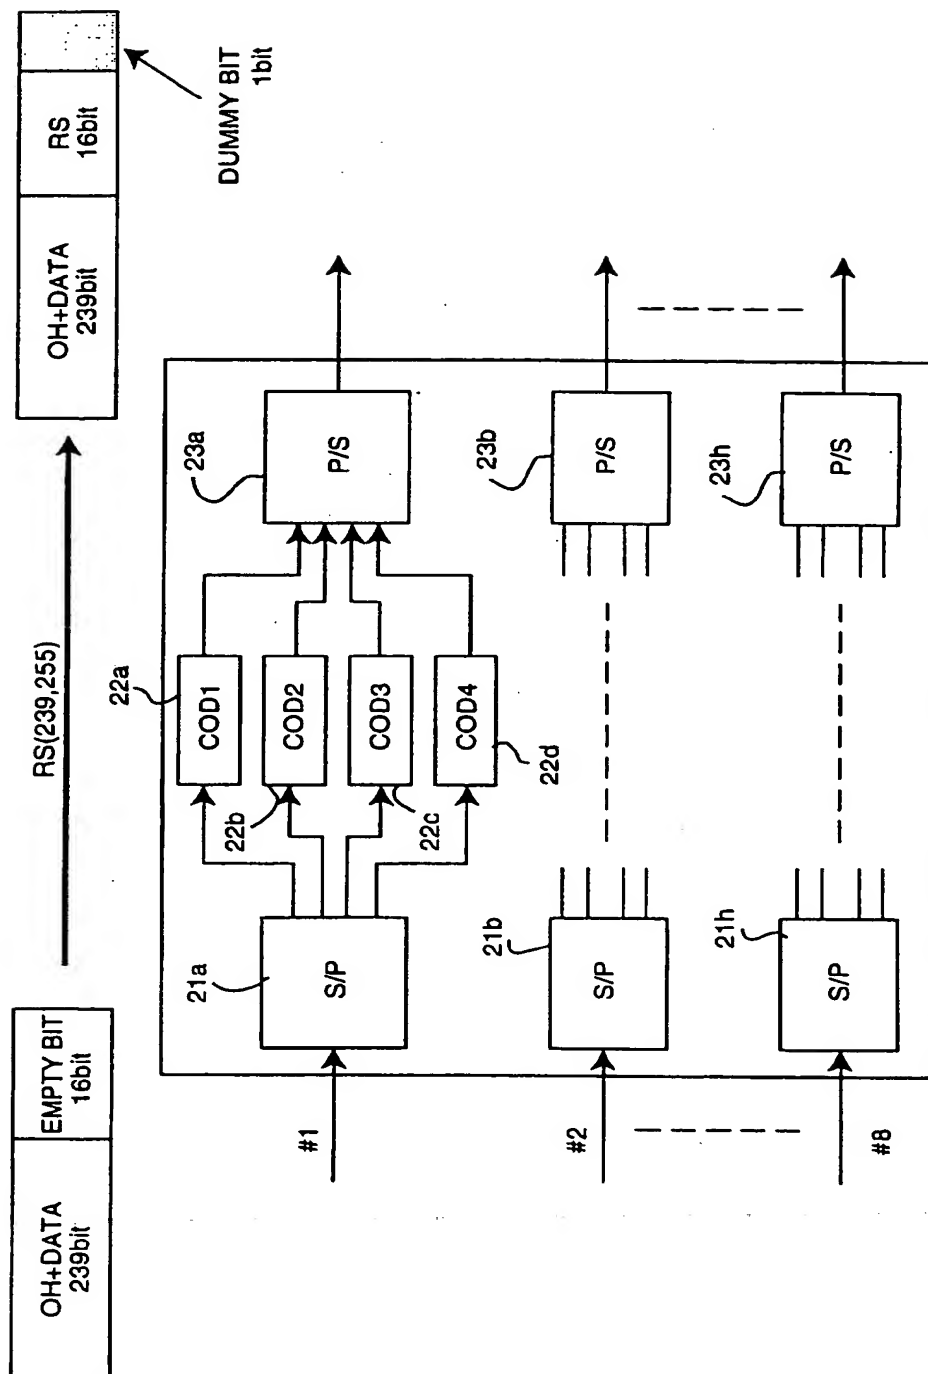 OH+DATA
239bit
EMPTY BIT
16bit
RS(239,255)
OH+DATA
239bit
RS
16bit
DUMMY BIT
1bit
#1
21a
S/P
22a
COD1
COD2
22b
COD3
22c
COD4
22d
23a
P/S
#2
21b
S/P
23b
P/S
#8
21h
S/P
23h
P/S